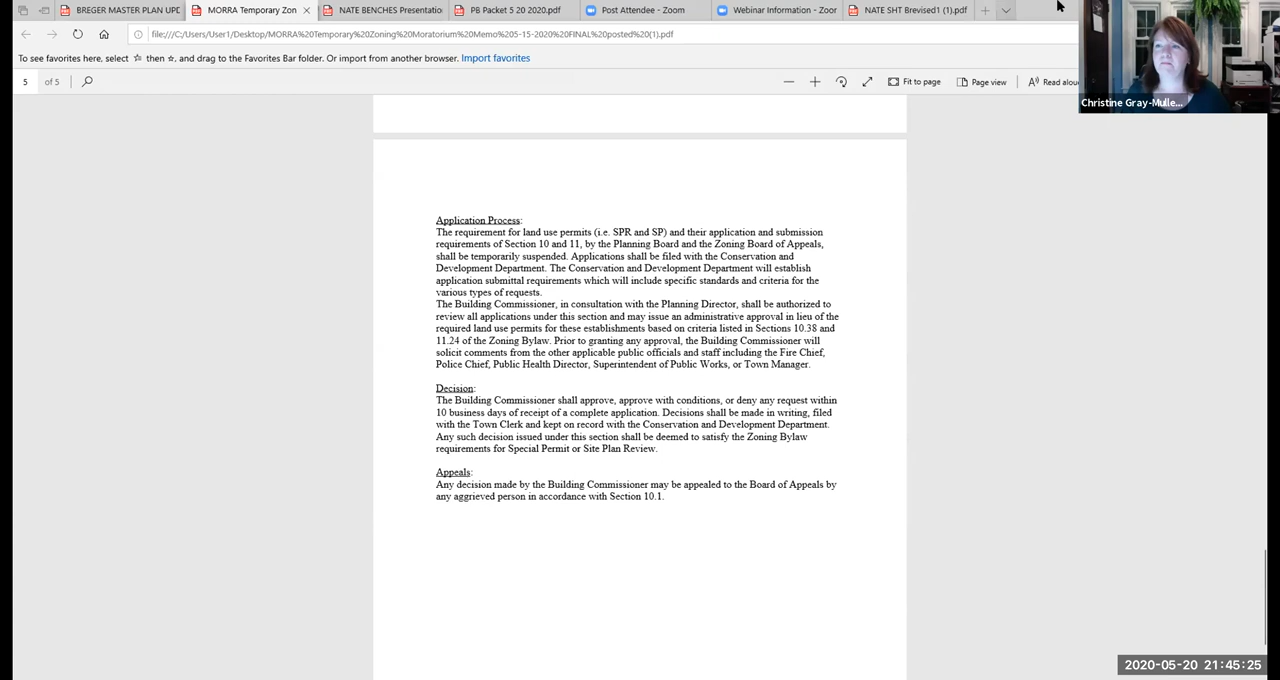 BREGER MASTER PLAN UPD
MORRA Temporary Zon
NATE BENCHES Presentatio
PB Packet 5 20 2020.pdf
Post Attendee - Zoom
Webinar Information - Zoor
NATE SHT Brevised1 (1).pdf
file:///C:/Users/User1/Desktop/MORRA%20Temporary%20Zoning%20Moratorium%20Memo%205-15-2020%20FINAL%20posted%20(1).pdf
To see favorites here, select ☆ then ☆, and drag to the Favorites Bar folder. Or import from another browser. Import favorites
5 of 5
Fit to page
Page view
Read alou
Christine Gray-Mulle...
Application Process:
The requirement for land use permits (i.e. SPR and SP) and their application and submission
requirements of Section 10 and 11, by the Planning Board and the Zoning Board of Appeals,
shall be temporarily suspended. Applications shall be filed with the Conservation and
Development Department. The Conservation and Development Department will establish
application submittal requirements which will include specific standards and criteria for the
various types of requests.
The Building Commissioner, in consultation with the Planning Director, shall be authorized to
review all applications under this section and may issue an administrative approval in lieu of the
required land use permits for these establishments based on criteria listed in Sections 10.38 and
11.24 of the Zoning Bylaw. Prior to granting any approval, the Building Commissioner will
solicit comments from the other applicable public officials and staff including the Fire Chief,
Police Chief, Public Health Director, Superintendent of Public Works, or Town Manager.
Decision:
The Building Commissioner shall approve, approve with conditions, or deny any request within
10 business days of receipt of a complete application. Decisions shall be made in writing, filed
with the Town Clerk and kept on record with the Conservation and Development Department.
Any such decision issued under this section shall be deemed to satisfy the Zoning Bylaw
requirements for Special Permit or Site Plan Review.
Appeals:
Any decision made by the Building Commissioner may be appealed to the Board of Appeals by
any aggrieved person in accordance with Section 10.1.
2020-05-20 21:45:25